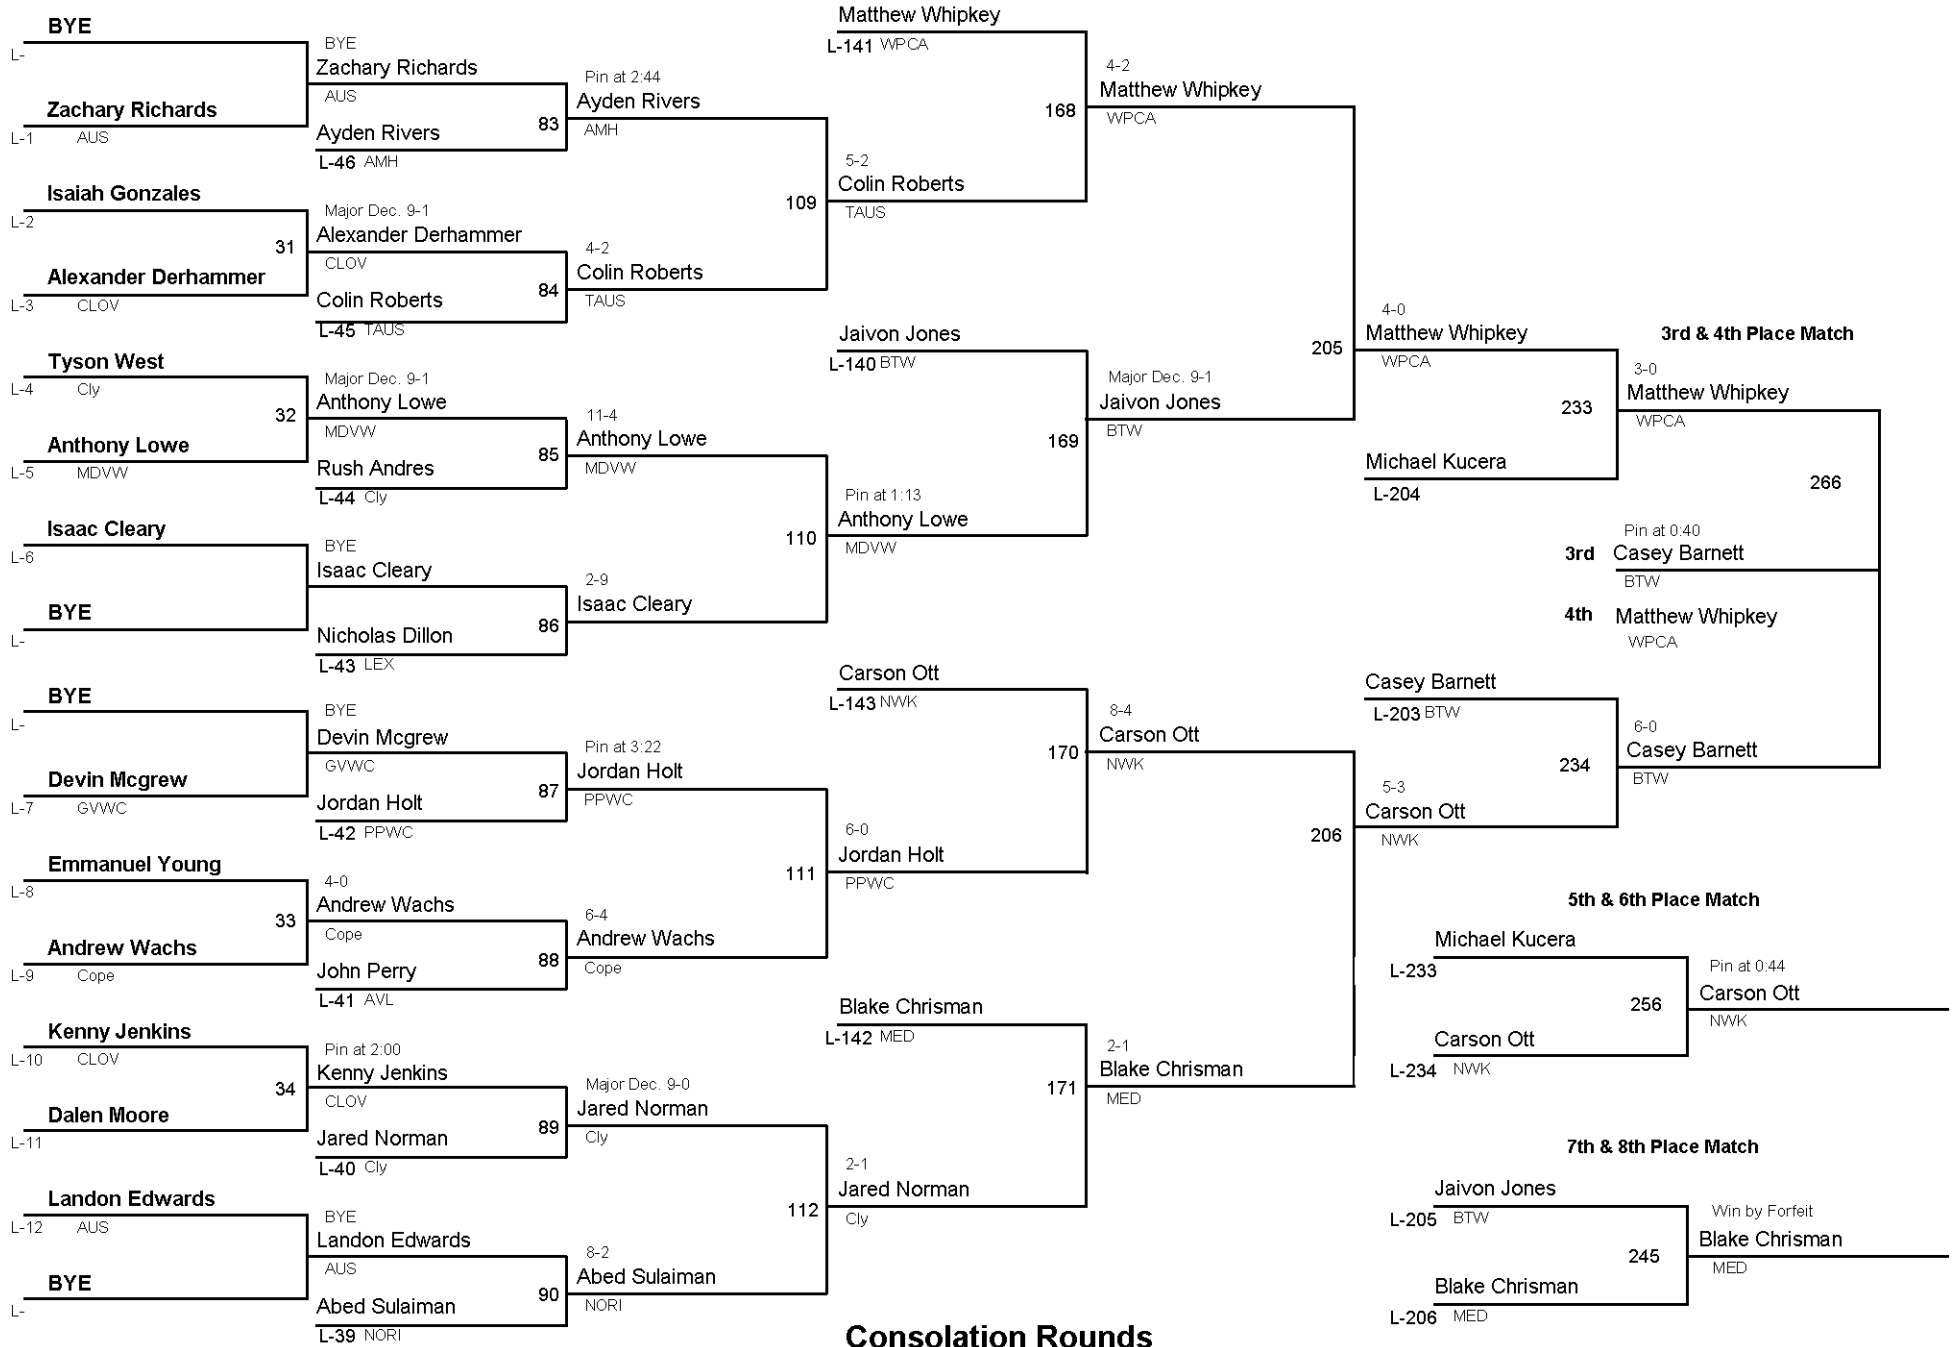 BYE
L-
Zachary Richards
L-1 AUS
Isaiah Gonzales
L-2
Alexander Derhammer
L-3 CLOV
Tyson West
L-4 Cly
Anthony Lowe
L-5 MDVW
Isaac Cleary
L-6
BYE
L-
BYE
L-
Devin Mcgrew
L-7 GVWC
Emmanuel Young
L-8
Andrew Wachs
L-9 Cope
Kenny Jenkins
L-10 CLOV
Dalen Moore
L-11
Landon Edwards
L-12 AUS
BYE
L-
BYE
Zachary Richards
AUS
Ayden Rivers
L-46 AMH
31
Major Dec. 9-1
Alexander Derhammer
CLOV
Colin Roberts
L-45 TAUS
32
Major Dec. 9-1
Anthony Lowe
MDVW
Rush Andres
L-44 Cly
BYE
Isaac Cleary
Nicholas Dillon
L-43 LEX
BYE
Devin Mcgrew
GVWC
Jordan Holt
L-42 PPWC
33
4-0
Andrew Wachs
Cope
John Perry
L-41 AVL
34
Pin at 2:00
Kenny Jenkins
CLOV
Jared Norman
L-40 Cly
BYE
Landon Edwards
AUS
Abed Sulaiman
L-39 NORI
83
Pin at 2:44
Ayden Rivers
AMH
84
4-2
Colin Roberts
TAUS
85
11-4
Anthony Lowe
MDVW
86
2-9
Isaac Cleary
87
Pin at 3:22
Jordan Holt
PPWC
88
6-4
Andrew Wachs
Cope
89
Major Dec. 9-0
Jared Norman
Cly
90
8-2
Abed Sulaiman
NORI
Matthew Whipkey
L-141 WPCA
109
5-2
Colin Roberts
TAUS
Jaivon Jones
L-140 BTW
110
Pin at 1:13
Anthony Lowe
MDVW
Carson Ott
L-143 NWK
111
6-0
Jordan Holt
PPWC
Blake Chrisman
L-142 MED
112
2-1
Jared Norman
Cly
168
4-2
Matthew Whipkey
WPCA
169
Major Dec. 9-1
Jaivon Jones
BTW
170
8-4
Carson Ott
NWK
171
2-1
Blake Chrisman
MED
205
4-0
Matthew Whipkey
WPCA
Michael Kucera
L-204
Casey Barnett
L-203 BTW
206
5-3
Carson Ott
NWK
3rd & 4th Place Match
233
3-0
Matthew Whipkey
WPCA
266
Pin at 0:40
3rd Casey Barnett
BTW
4th Matthew Whipkey
WPCA
234
6-0
Casey Barnett
BTW
5th & 6th Place Match
Michael Kucera
L-233
256
Pin at 0:44
Carson Ott
NWK
Carson Ott
L-234 NWK
7th & 8th Place Match
Jaivon Jones
L-205 BTW
245
Win by Forfeit
Blake Chrisman
MED
Blake Chrisman
L-206 MED
Consolation Rounds